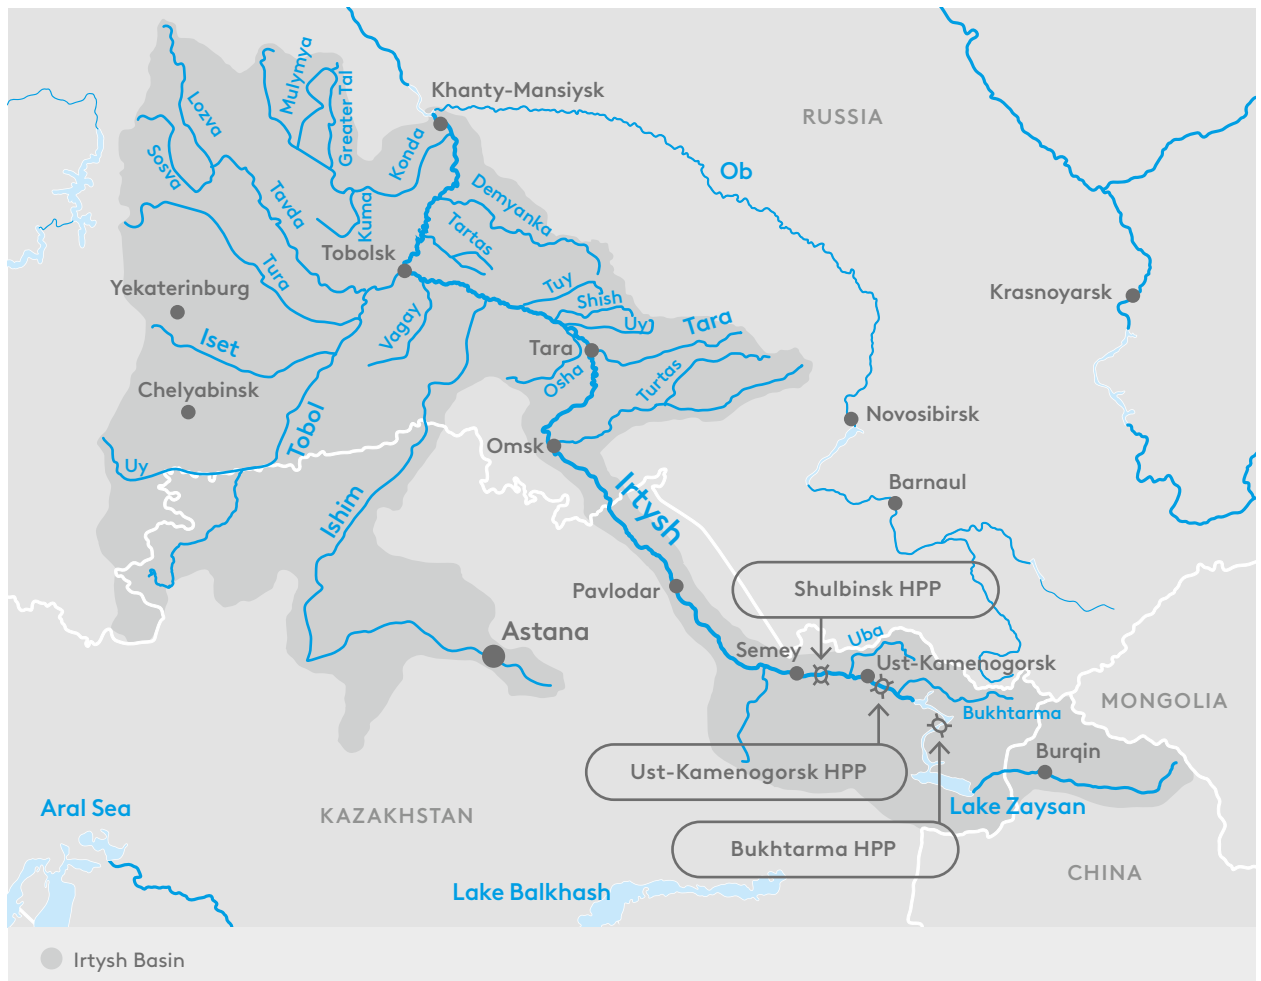 Khanty-Mansiysk
RUSSIA
Mulymya
Greater Tal
Lozva
Sosva
Konda
Ob
Tavda
Kuma
Demyanka
Tartas
Tobolsk
Tura
Yekaterinburg
Tuy
Shish
Uy
Tara
Krasnoyarsk
Iset
Vagay
Tara
Osha
Turtas
Chelyabinsk
Tobol
Novosibirsk
Omsk
Uy
Ishim
Irtysh
Barnaul
Pavlodar
Shulbinsk HPP
Astana
Semey
Uba
Ust-Kamenogorsk
MONGOLIA
Bukhtarma
Burqin
Ust-Kamenogorsk HPP
Aral Sea
KAZAKHSTAN
Lake Zaysan
Bukhtarma HPP
CHINA
Lake Balkhash
Irtysh Basin